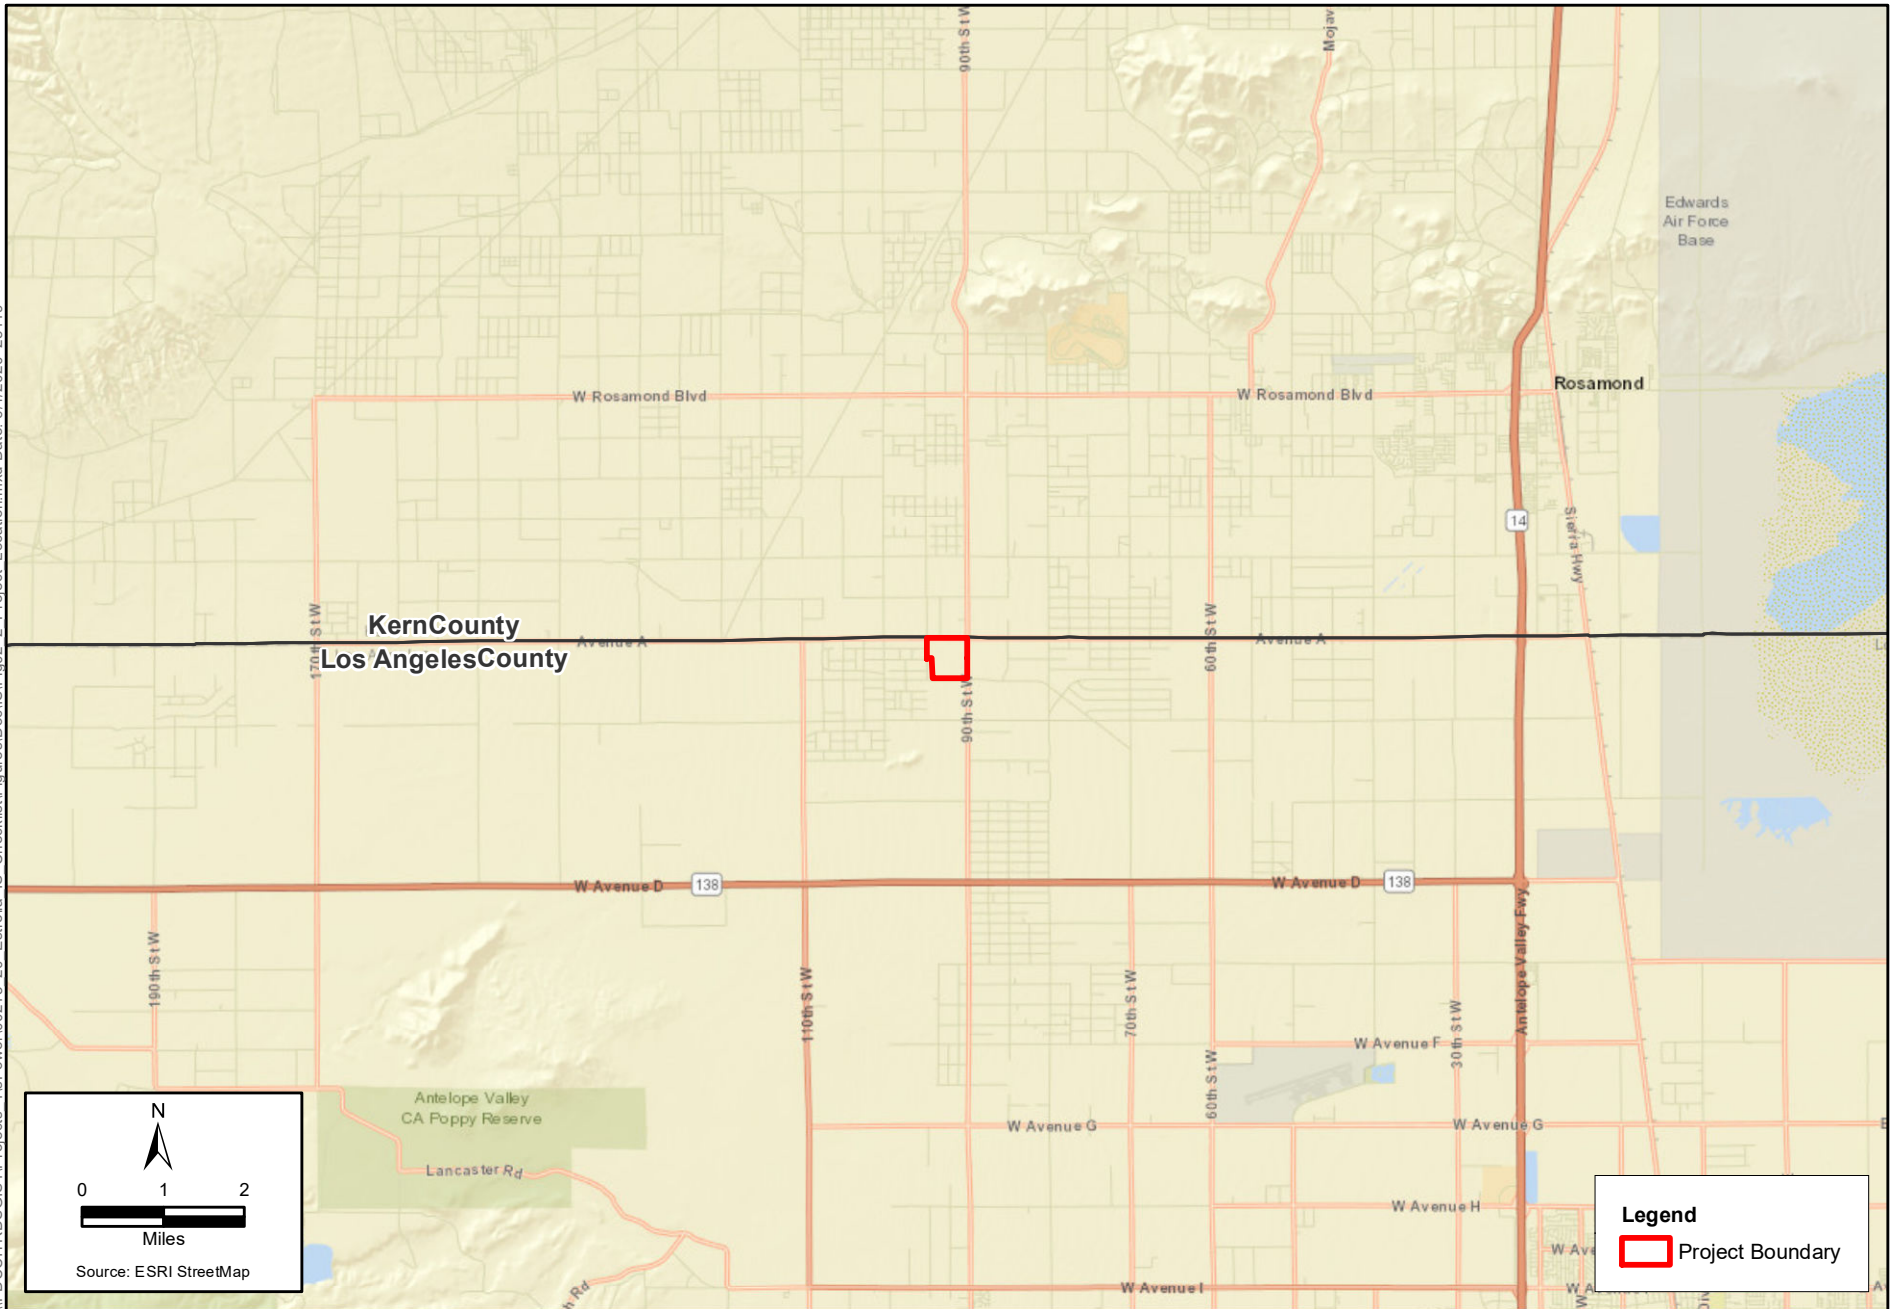 90th St W
Mojav
Edwards
Air Force
Base
Rosamond
W Rosamond Blvd
W Rosamond Blvd
14
Sierra Hwy
170th St W
KernCounty
Los AngelesCounty
Avenue A
60th St W
Avenue A
90th St W
W Avenue D
138
W Avenue D
138
190th St W
110th St W
70th St W
Antelope Valley Fwy
30th St W
W Avenue F
60th St W
Antelope Valley
CA Poppy Reserve
W Avenue G
W Avenue G
Lancaster Rd
W Avenue H
W Ave
W Avenue I
W A
h Rd
N
0 1 2
Miles
Source: ESRI StreetMap
Legend
Project Boundary